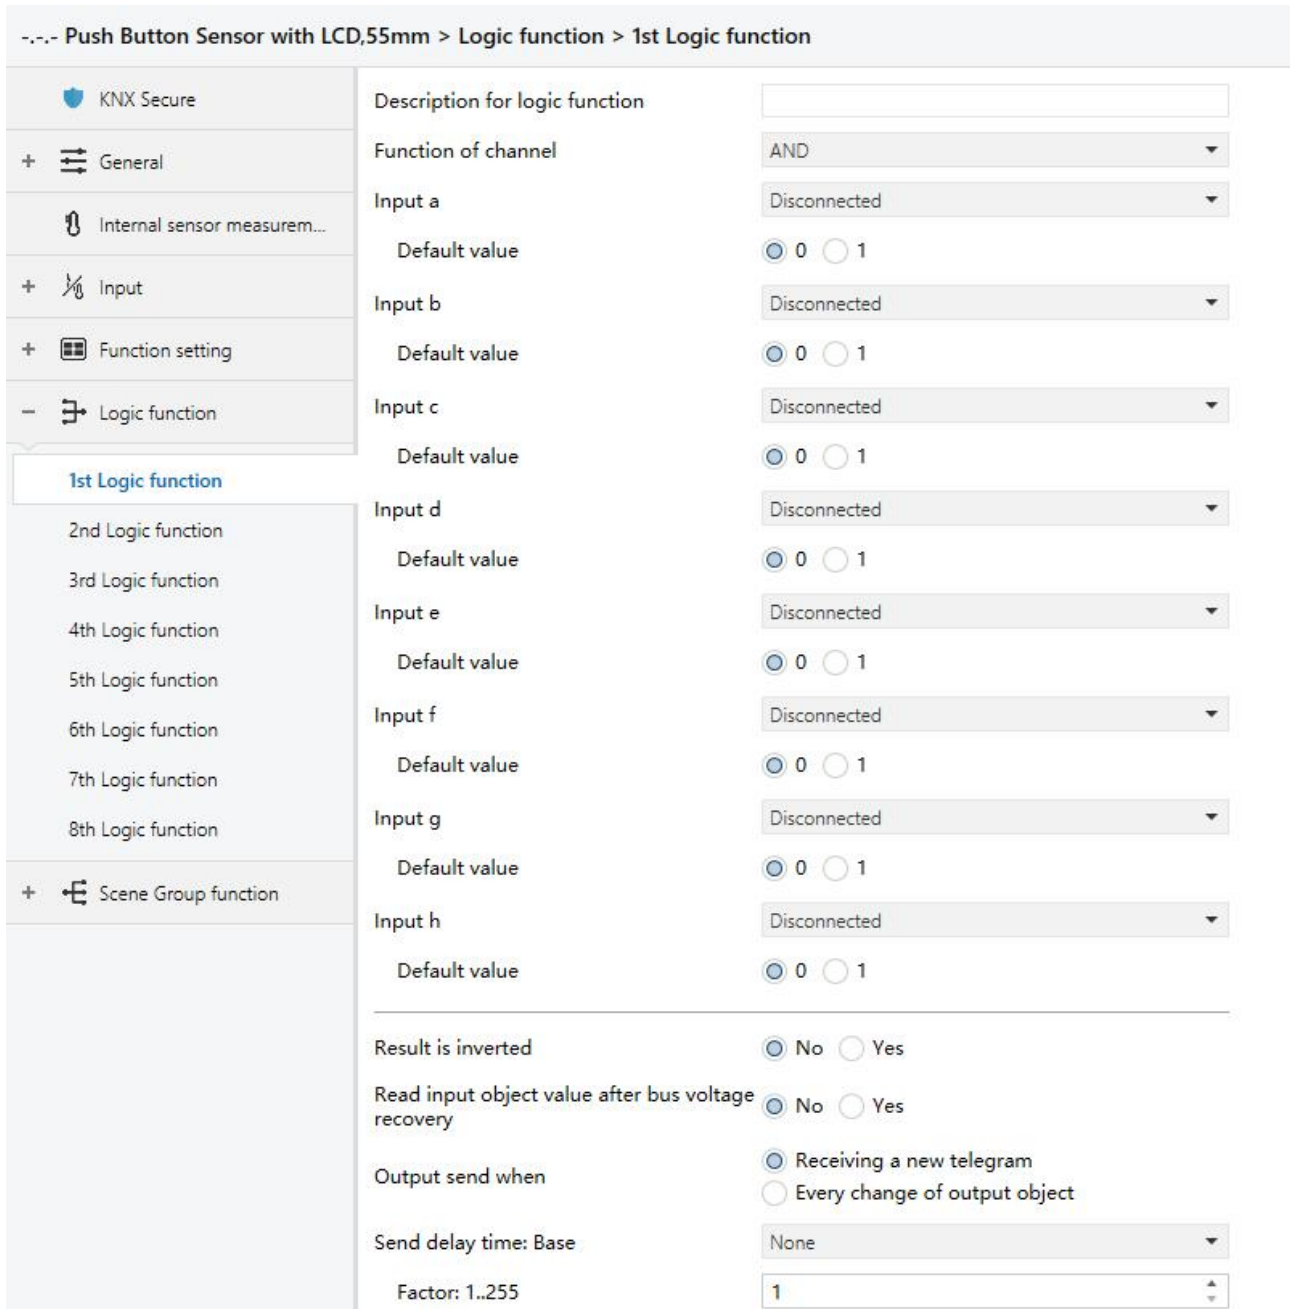 -.-.- Push Button Sensor with LCD,55mm > Logic function > 1st Logic function
KNX Secure
+ General
Internal sensor measurem...
+ Input
+ Function setting
− Logic function
1st Logic function
2nd Logic function
3rd Logic function
4th Logic function
5th Logic function
6th Logic function
7th Logic function
8th Logic function
+ Scene Group function
Description for logic function
Function of channel AND
Input a Disconnected
Default value 0 1
Input b Disconnected
Default value 0 1
Input c Disconnected
Default value 0 1
Input d Disconnected
Default value 0 1
Input e Disconnected
Default value 0 1
Input f Disconnected
Default value 0 1
Input g Disconnected
Default value 0 1
Input h Disconnected
Default value 0 1
Result is inverted No Yes
Read input object value after bus voltage
recovery No Yes
Output send when Receiving a new telegram
Every change of output object
Send delay time: Base None
Factor: 1..255 1